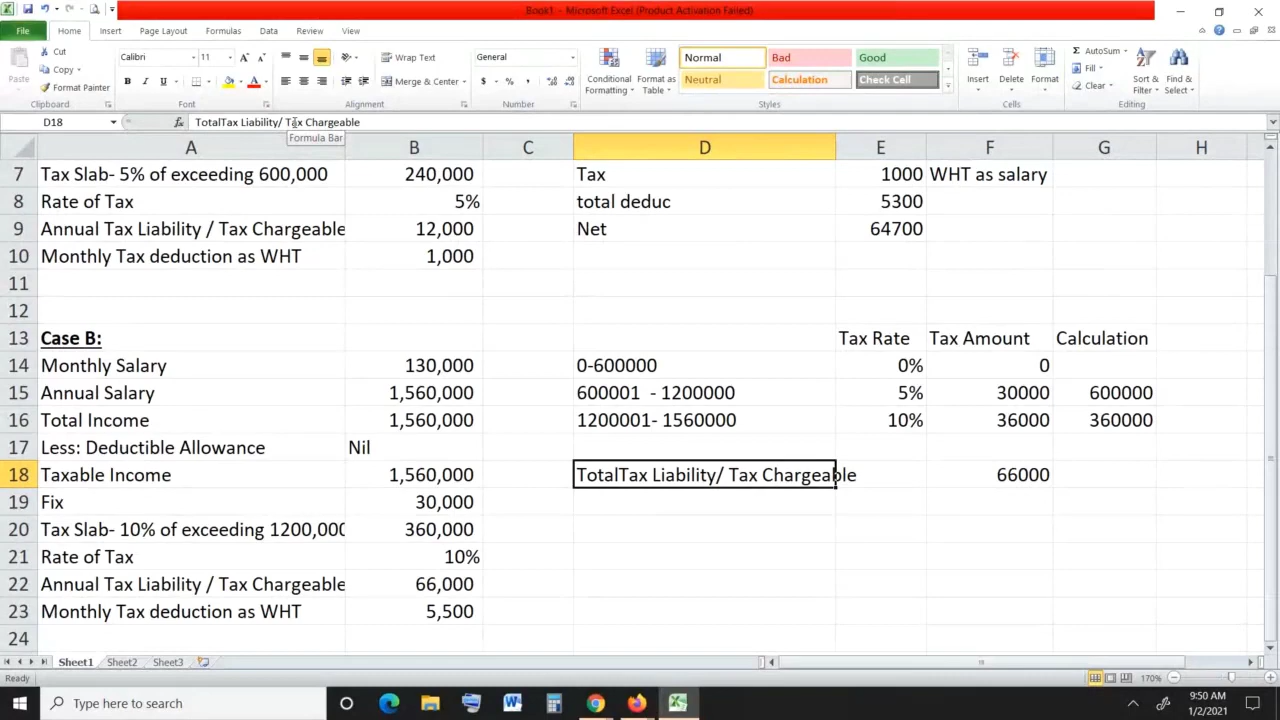 Book1 - Microsoft Excel (Product Activation Failed)
File Home Insert Page Layout Formulas Data Review View
Paste Cut Copy Format Painter Clipboard
Calibri 11 A A B I U A Font
Wrap Text Merge & Center Alignment
General $ % , Number
Conditional Formatting Format as Table Normal Bad Good Neutral Calculation Check Cell Styles
Insert Delete Format Cells
AutoSum Fill Clear Sort & Filter Find & Select Editing
D18 fx TotalTax Liability/ Tax Chargeable
Formula Bar
A B C D E F G H
7 Tax Slab- 5% of exceeding 600,000 240,000 Tax 1000 WHT as salary
8 Rate of Tax 5% total deduc 5300
9 Annual Tax Liability / Tax Chargeable 12,000 Net 64700
10 Monthly Tax deduction as WHT 1,000
11
12
13 Case B: Tax Rate Tax Amount Calculation
14 Monthly Salary 130,000 0-600000 0% 0
15 Annual Salary 1,560,000 600001 - 1200000 5% 30000 600000
16 Total Income 1,560,000 1200001- 1560000 10% 36000 360000
17 Less: Deductible Allowance Nil
18 Taxable Income 1,560,000 TotalTax Liability/ Tax Chargeable 66000
19 Fix 30,000
20 Tax Slab- 10% of exceeding 1200,000 360,000
21 Rate of Tax 10%
22 Annual Tax Liability / Tax Chargeable 66,000
23 Monthly Tax deduction as WHT 5,500
24
Sheet1 Sheet2 Sheet3
Ready 170%
Type here to search
9:50 AM
1/2/2021